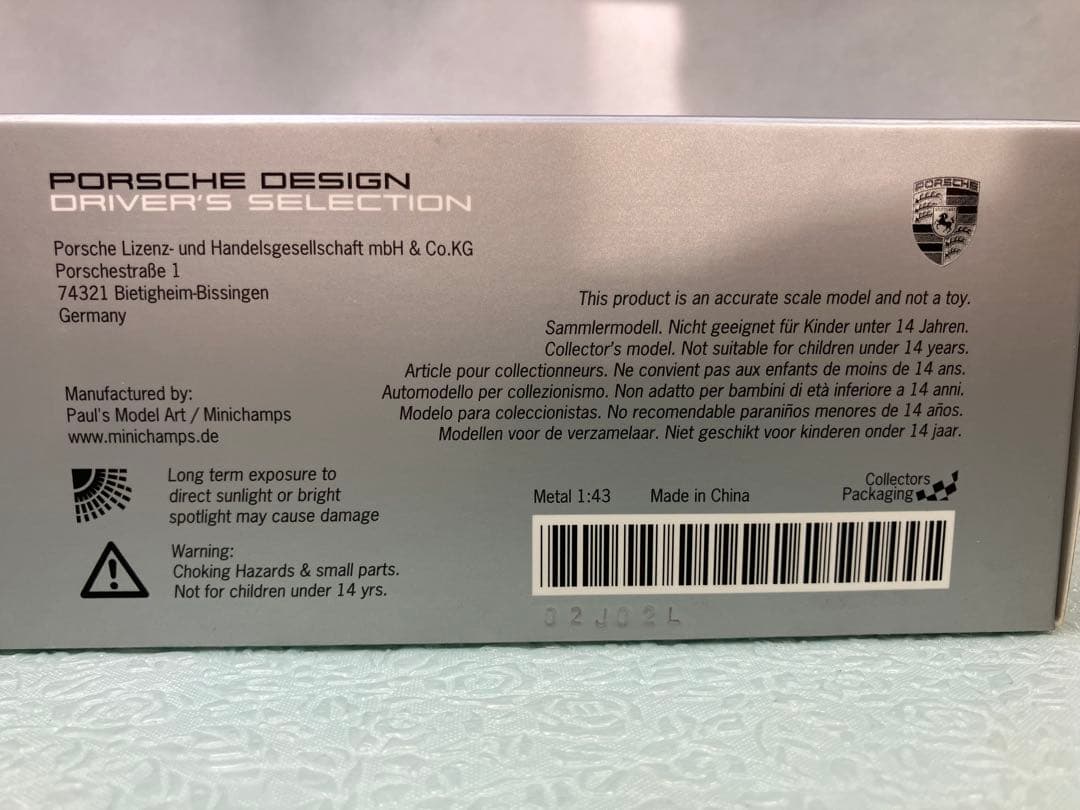 PORSCHE DESIGN
DRIVER'S SELECTION
Porsche Lizenz- und Handelsgesellschaft mbH & Co.KG
Porschestraße 1
74321 Bietigheim-Bissingen
Germany
Manufactured by:
Paul's Model Art / Minichamps
www.minichamps.de
Long term exposure to
direct sunlight or bright
spotlight may cause damage
Warning:
Choking Hazards & small parts.
Not for children under 14 yrs.
PORSCHE
This product is an accurate scale model and not a toy.
Sammlermodell. Nicht geeignet für Kinder unter 14 Jahren.
Collector's model. Not suitable for children under 14 years.
Article pour collectionneurs. Ne convient pas aux enfants de moins de 14 ans.
Automodello per collezionismo. Non adatto per bambini di età inferiore a 14 anni.
Modelo para coleccionistas. No recomendable paraniños menores de 14 años.
Modellen voor de verzamelaar. Niet geschikt voor kinderen onder 14 jaar.
Metal 1:43 Made in China
Collectors
Packaging
02J02L